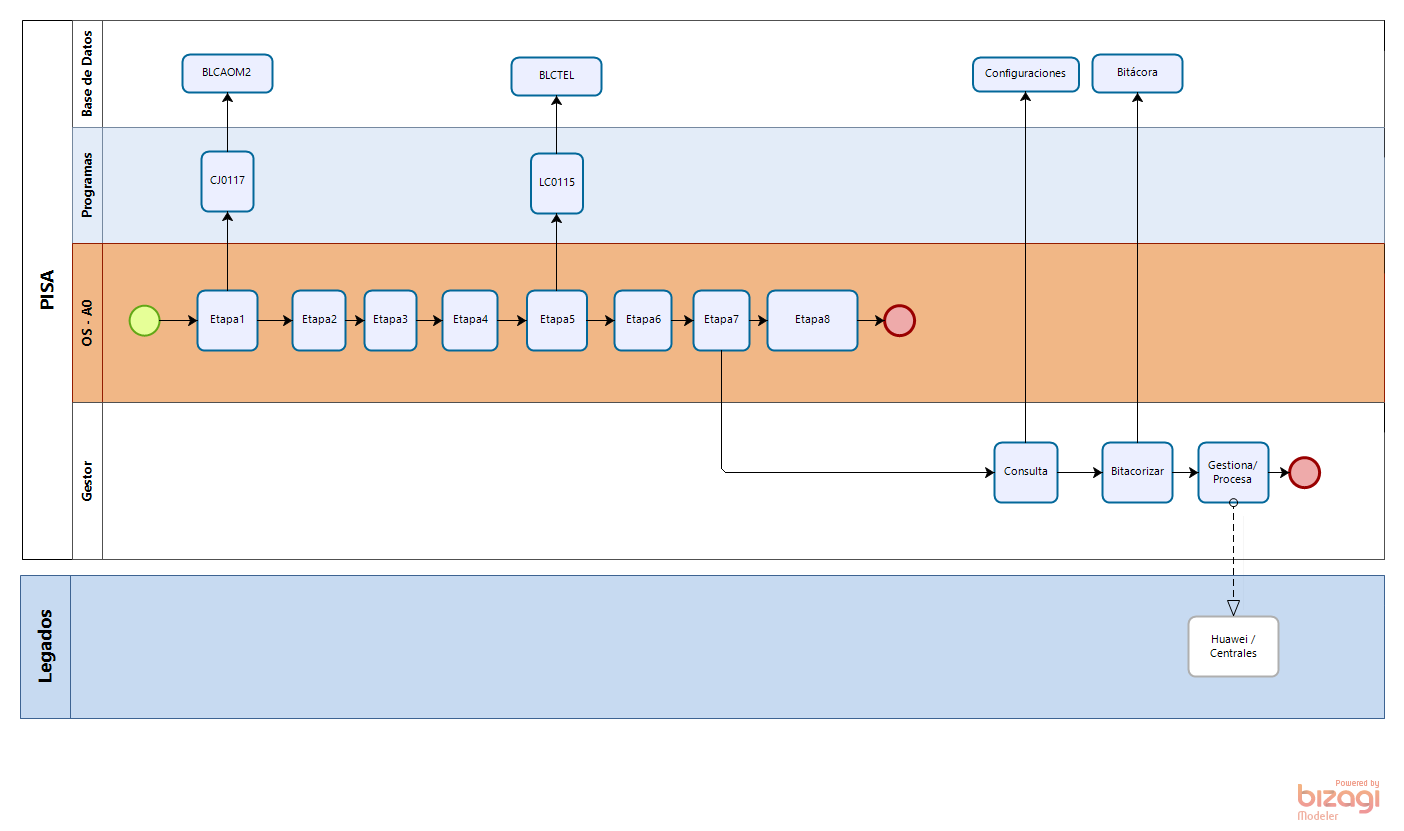 PISA
Base de Datos
BLCAOM2
BLCTEL
Configuraciones
Bitácora
Programas
CJ0117
LC0115
OS - A0
Etapa1
Etapa2
Etapa3
Etapa4
Etapa5
Etapa6
Etapa7
Etapa8
Gestor
Consulta
Bitacorizar
Gestiona/
Procesa
Legados
Huawei /
Centrales
Powered by
bizagi
Modeler